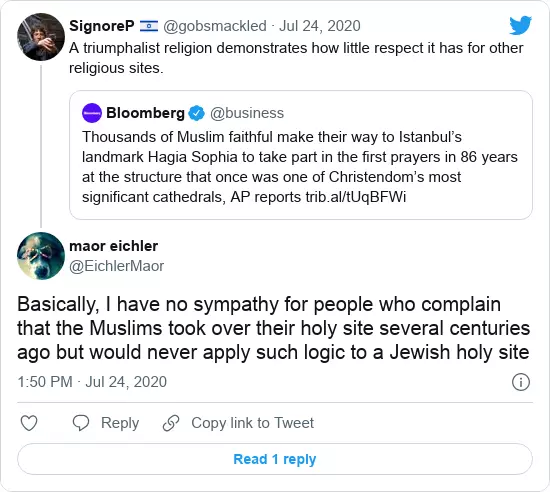 SignoreP 🇮🇱 @gobsmackled · Jul 24, 2020
A triumphalist religion demonstrates how little respect it has for other
religious sites.
Bloomberg @business
Thousands of Muslim faithful make their way to Istanbul's
landmark Hagia Sophia to take part in the first prayers in 86 years
at the structure that once was one of Christendom's most
significant cathedrals, AP reports trib.al/tUqBFWi
maor eichler
@EichlerMaor
Basically, I have no sympathy for people who complain
that the Muslims took over their holy site several centuries
ago but would never apply such logic to a Jewish holy site
1:50 PM · Jul 24, 2020
Reply
Copy link to Tweet
Read 1 reply